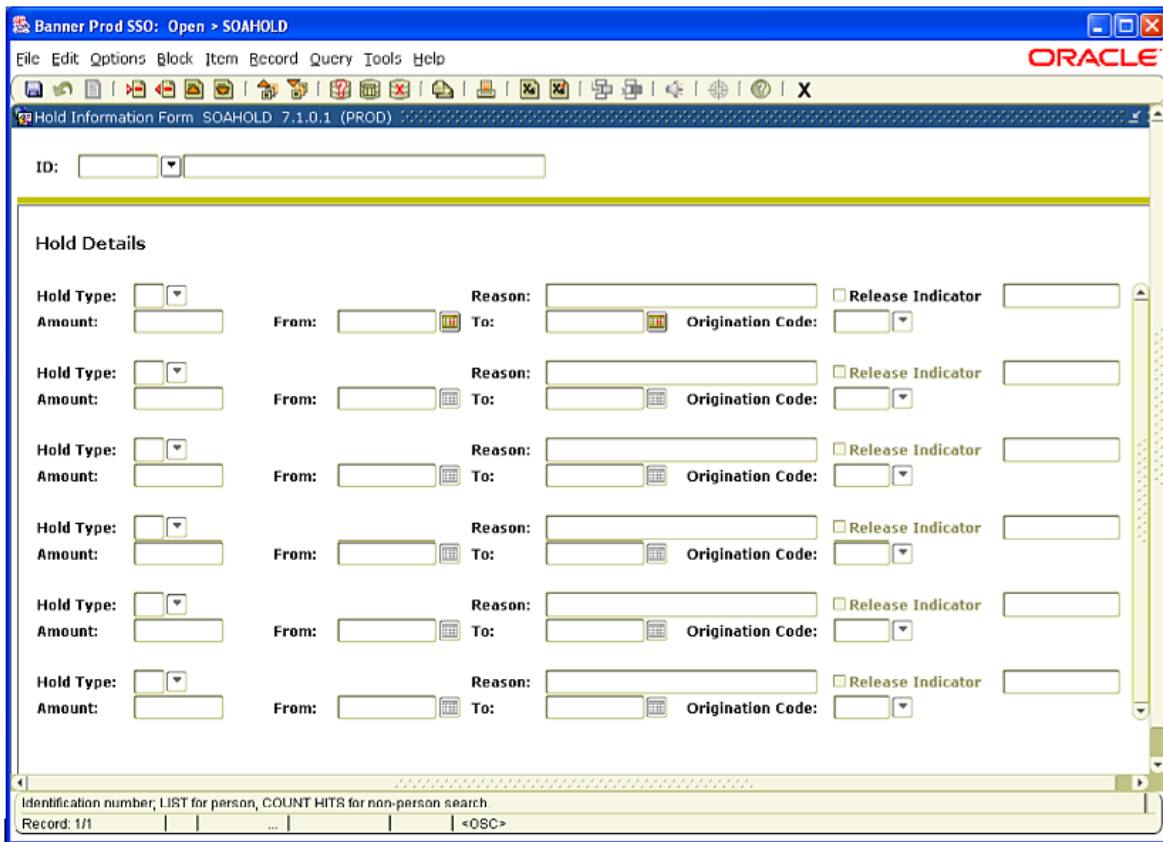 Banner Prod SSO: Open > SOAHOLD
File Edit Options Block Item Record Query Tools Help
ORACLE
Hold Information Form SOAHOLD 7.1.0.1 (PROD)
ID:
Hold Details
Hold Type: Reason: Release Indicator
Amount: From: To: Origination Code:
Hold Type: Reason: Release Indicator
Amount: From: To: Origination Code:
Hold Type: Reason: Release Indicator
Amount: From: To: Origination Code:
Hold Type: Reason: Release Indicator
Amount: From: To: Origination Code:
Hold Type: Reason: Release Indicator
Amount: From: To: Origination Code:
Hold Type: Reason: Release Indicator
Amount: From: To: Origination Code:
Identification number; LIST for person, COUNT HITS for non-person search.
Record: 1/1 ... <OSC>